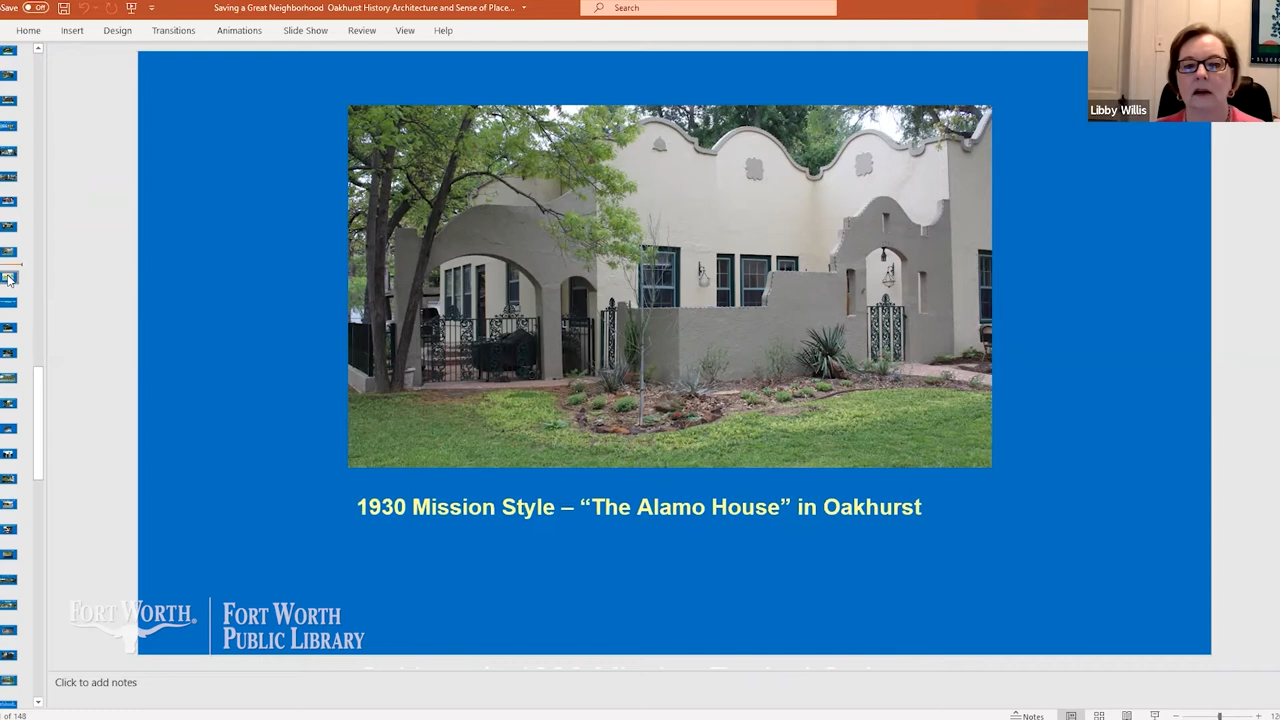 Save Off Saving a Great Neighborhood Oakhurst History Architecture and Sense of Place... Search
Home Insert Design Transitions Animations Slide Show Review View Help
Libby Willis
1930 Mission Style – “The Alamo House” in Oakhurst
FORT WORTH®
FORT WORTH
PUBLIC LIBRARY
Click to add notes
of 148
Notes